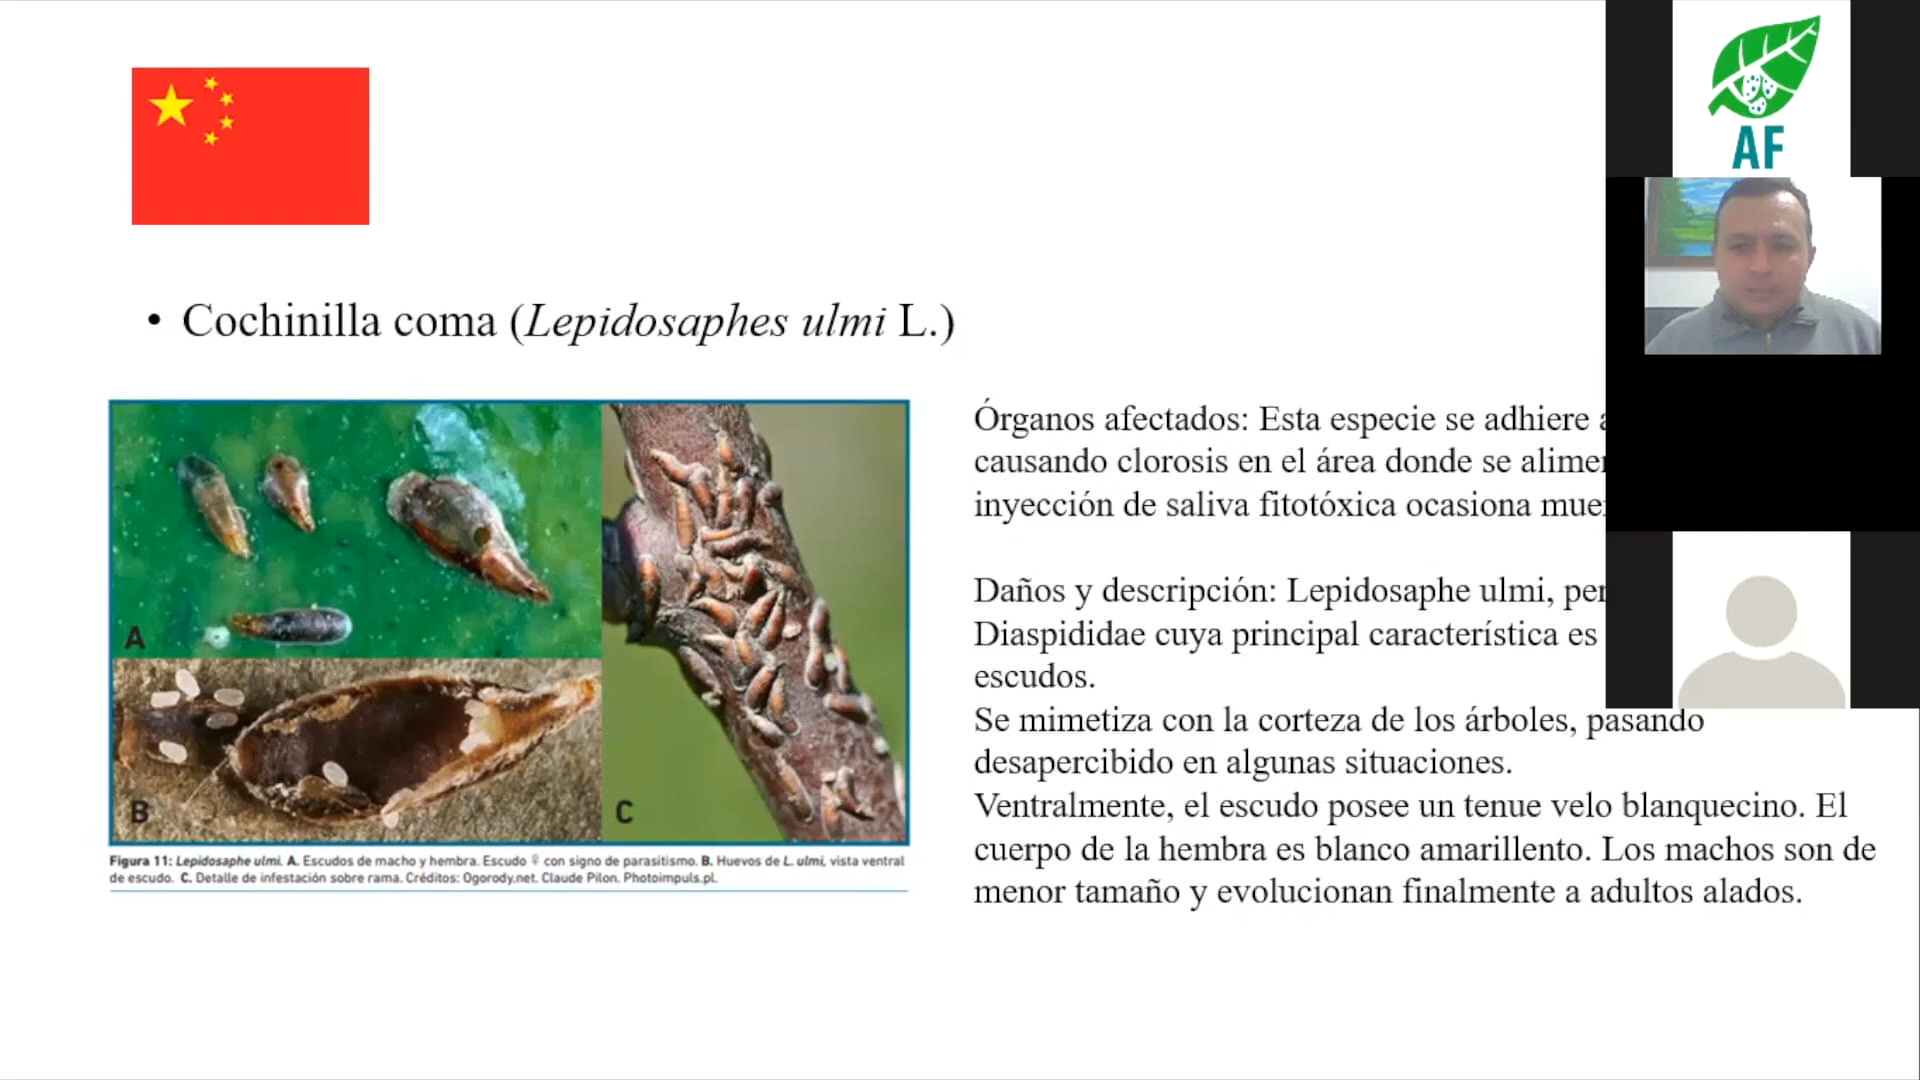 AF
• Cochinilla coma (Lepidosaphes ulmi L.)
Órganos afectados: Esta especie se adhiere
causando clorosis en el área donde se
inyección de saliva fitotóxica ocasiona
Daños y descripción: Lepidosaphe ulmi,
Diaspididae cuya principal característica es
escudos.
Se mimetiza con la corteza de los árboles, pasando
desapercibido en algunas situaciones.
Ventralmente, el escudo posee un tenue velo blanquecino. El
cuerpo de la hembra es blanco amarillento. Los machos son de
menor tamaño y evolucionan finalmente a adultos alados.
A
B
C
Figura 11: Lepidosaphe ulmi. A. Escudos de macho y hembra. Escudo ♀ con signo de parasitismo. B. Huevos de L. ulmi, vista ventral
de escudo. C. Detalle de infestación sobre rama. Créditos: Ogorody.net. Claude Pilon. Photoimpuls.pl.